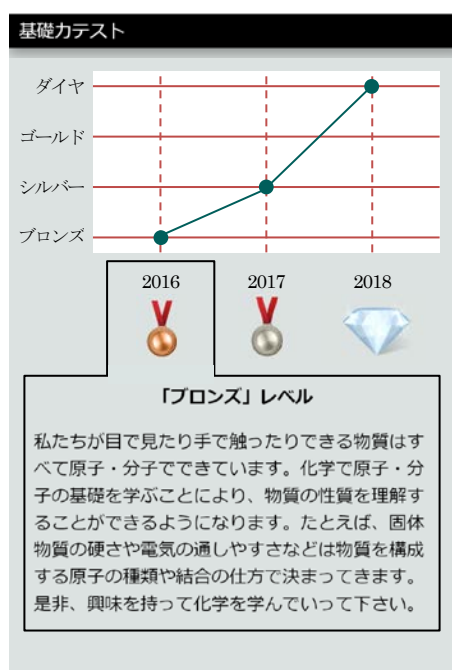 基礎力テスト
ダイヤ
ゴールド
シルバー
ブロンズ
2016 2017 2018
「ブロンズ」レベル
私たちが目で見たり手で触ったりできる物質はす
べて原子・分子でできています。化学で原子・分
子の基礎を学ぶことにより、物質の性質を理解す
ることができるようになります。たとえば、固体
物質の硬さや電気の通しやすさなどは物質を構成
する原子の種類や結合の仕方で決まってきます。
是非、興味を持って化学を学んでいって下さい。